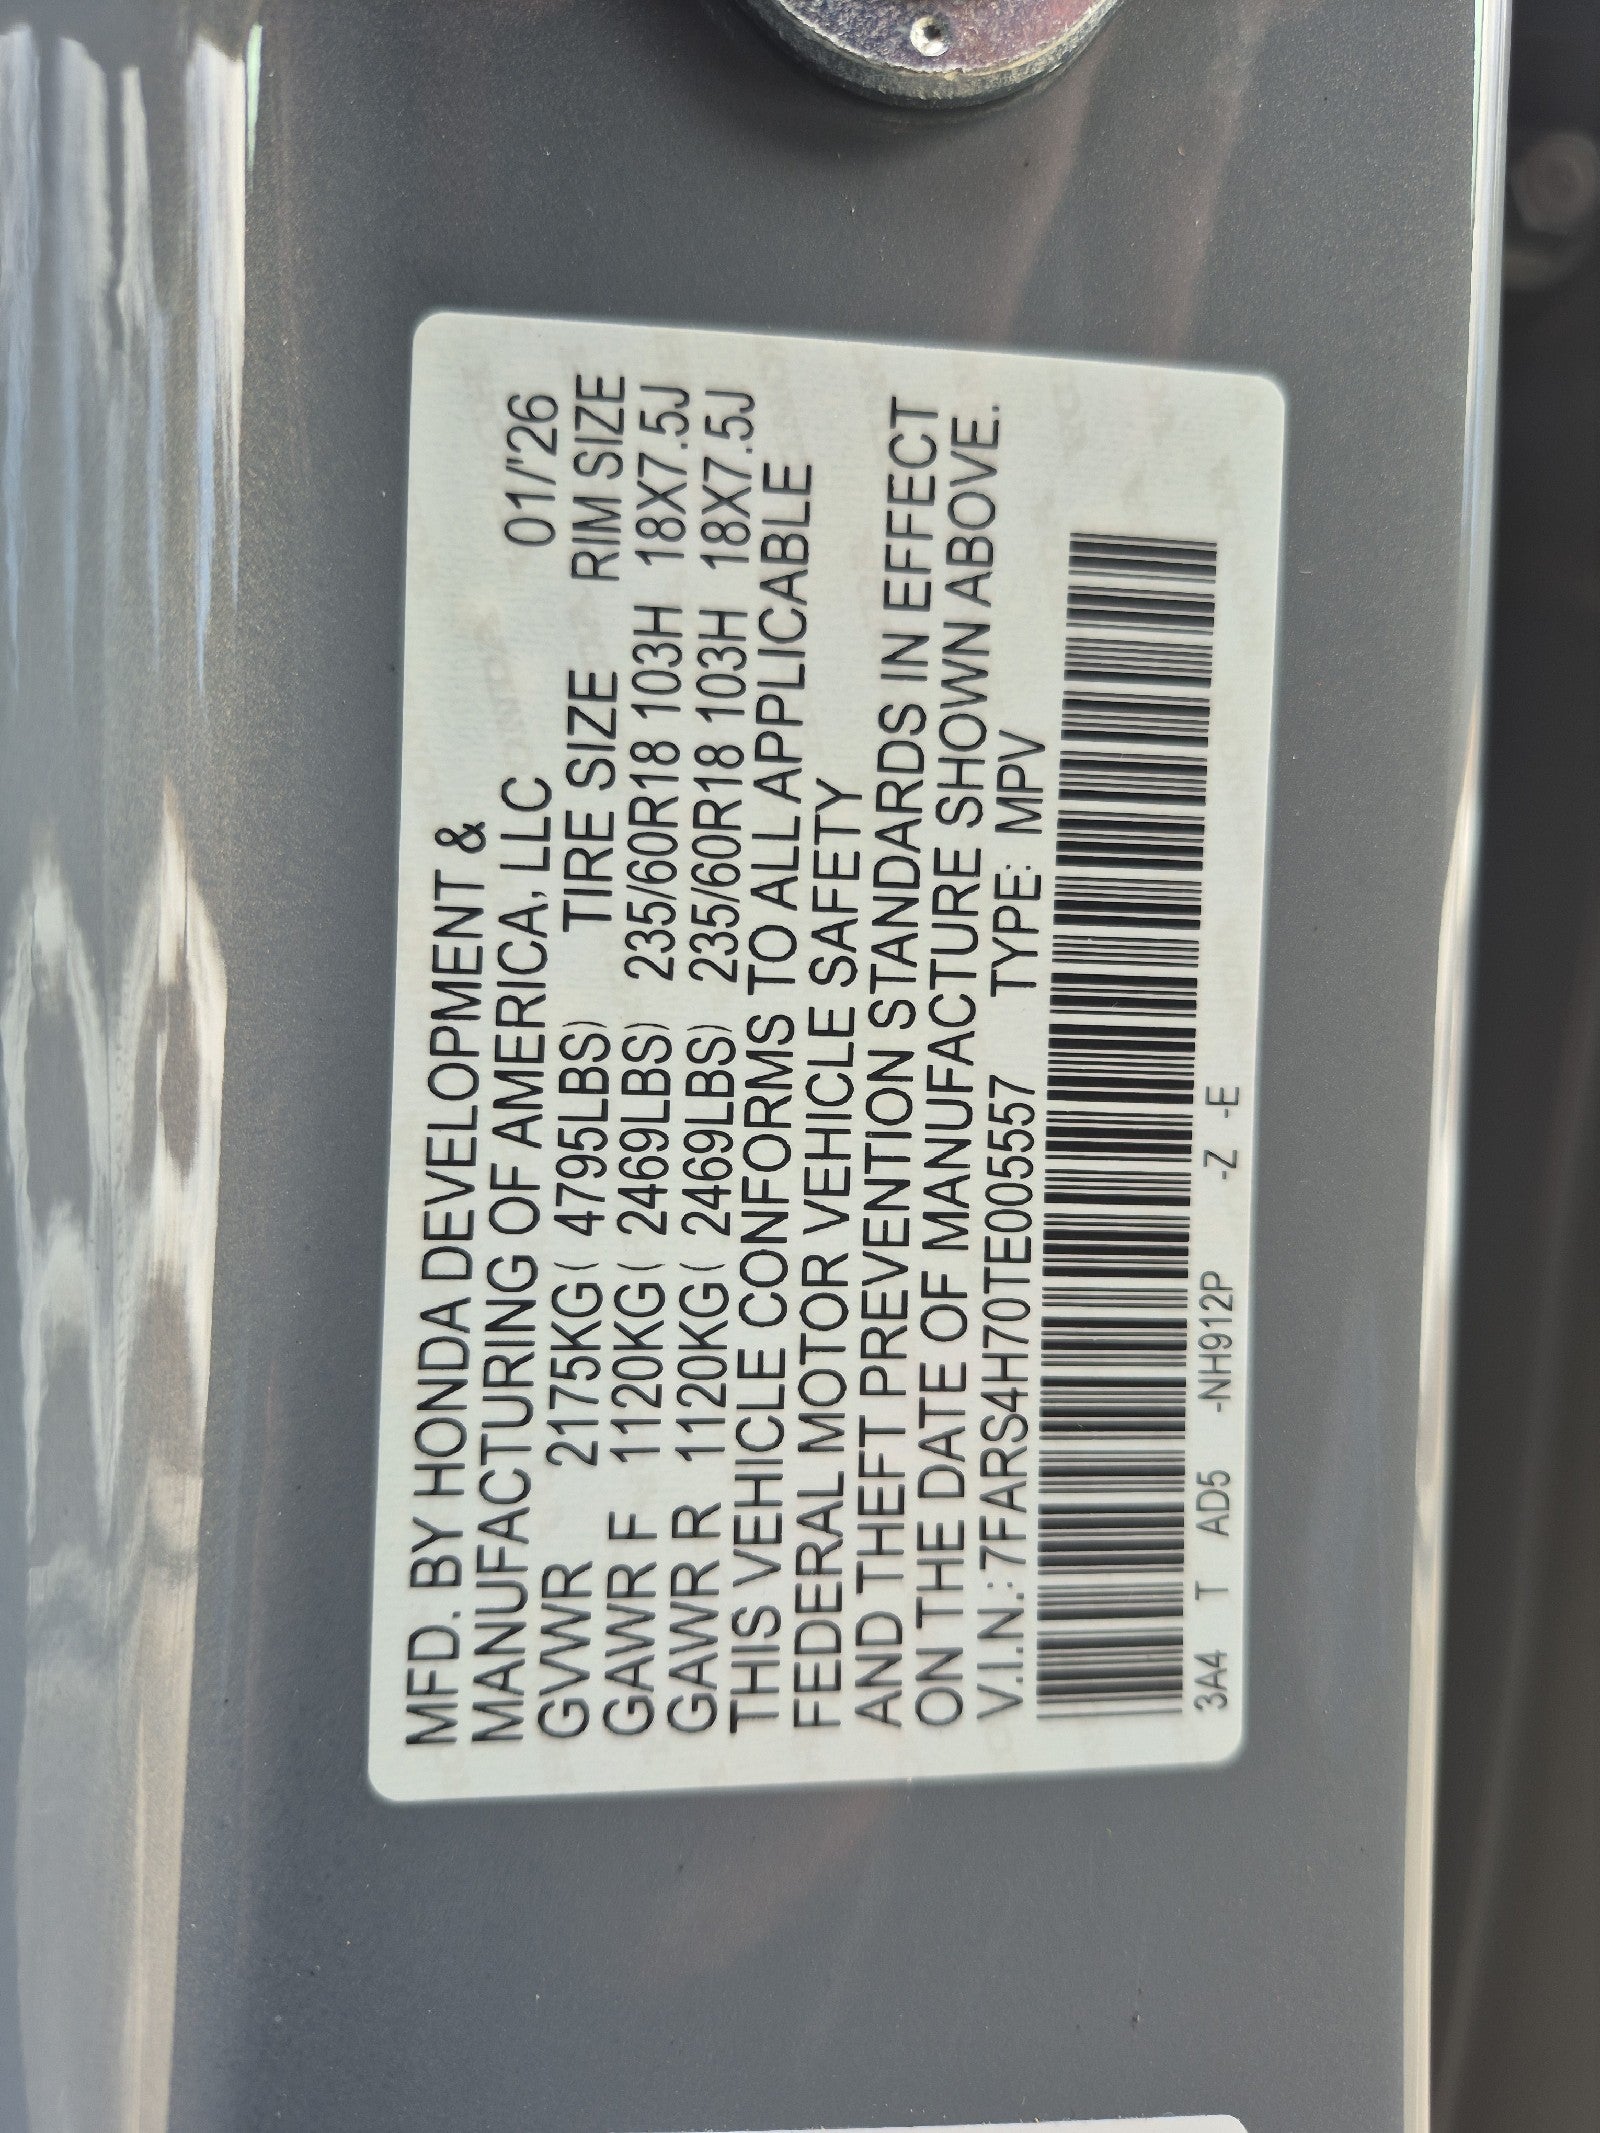 MFD. BY HONDA DEVELOPMENT &
MANUFACTURING OF AMERICA, LLC 01/'26
GVWR 2175KG( 4795LBS) TIRE SIZE RIM SIZE
GAWR F 1120KG( 2469LBS) 235/60R18 103H 18X7.5J
GAWR R 1120KG( 2469LBS) 235/60R18 103H 18X7.5J
THIS VEHICLE CONFORMS TO ALL APPLICABLE
FEDERAL MOTOR VEHICLE SAFETY
AND THEFT PREVENTION STANDARDS IN EFFECT
ON THE DATE OF MANUFACTURE SHOWN ABOVE.
V.I.N.: 7FARS4H70TE005557 TYPE: MPV
3A4 T AD5 -NH912P -Z -E